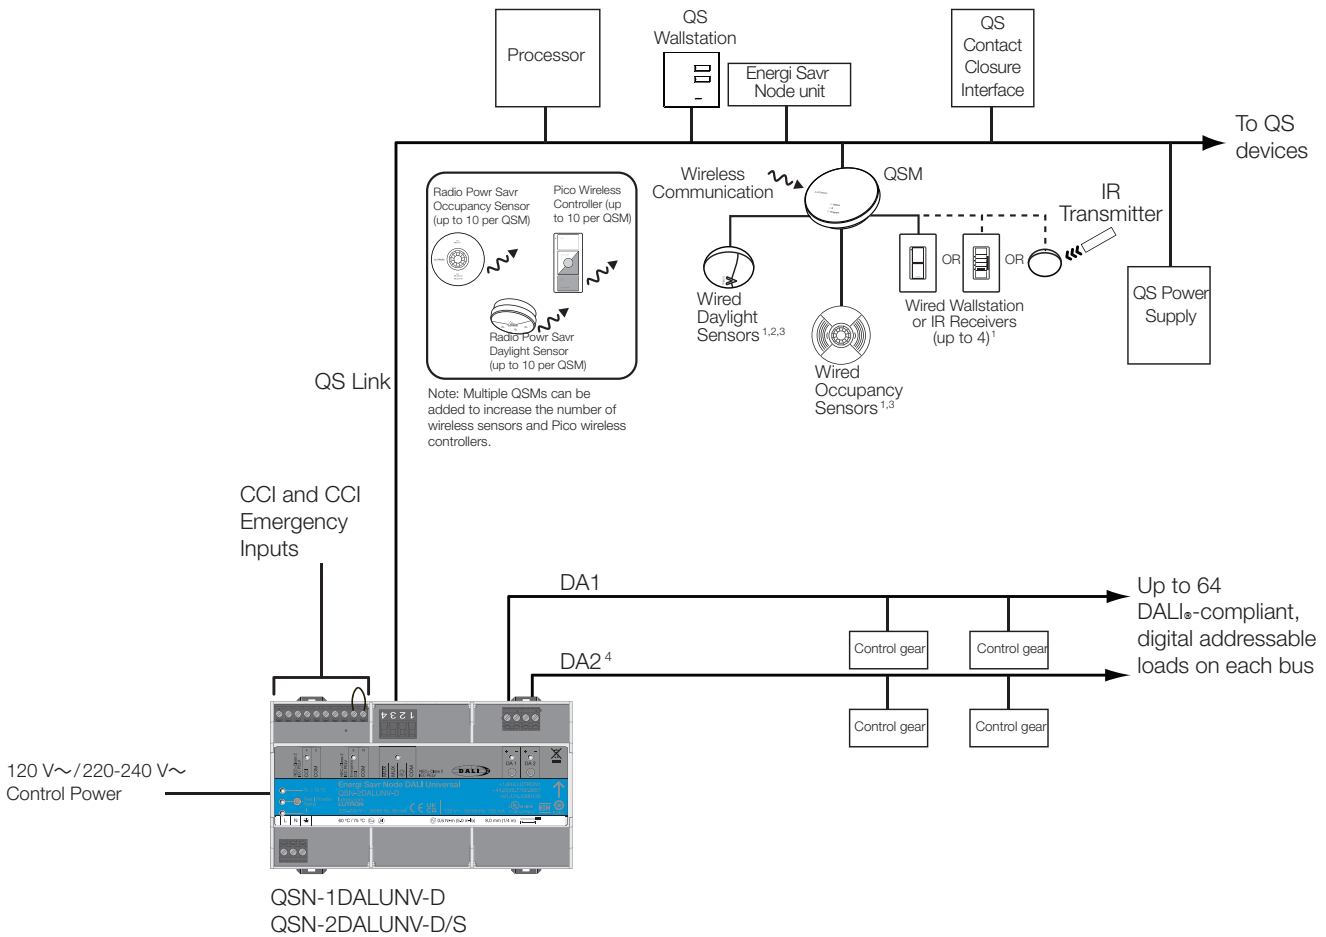 Processor
QS
Wallstation
Energi Savr
Node unit
QS
Contact
Closure
Interface
To QS
devices
Wireless
Communication
QSM
IR
Transmitter
Radio Powr Savr
Occupancy Sensor
(up to 10 per QSM)
Pico Wireless
Controller (up
to 10 per QSM)
Radio Powr Savr
Daylight Sensor
(up to 10 per QSM)
Wired
Daylight
Sensors 1,2,3
Wired
Occupancy
Sensors 1,3
OR
OR
Wired Wallstation
or IR Receivers
(up to 4)1
QS Power
Supply
QS Link
Note: Multiple QSMs can be
added to increase the number of
wireless sensors and Pico wireless
controllers.
CCI and CCI
Emergency
Inputs
DA1
Control gear
Control gear
DA2 4
Control gear
Control gear
Up to 64
DALI®-compliant,
digital addressable
loads on each bus
1 2 3 4
DALI
DA1
DA2
Energi Savr Node DALI Universal
QSN-2DALUNV-D
LUTRON
L N
120 V~/220-240 V~
Control Power
QSN-1DALUNV-D
QSN-2DALUNV-D/S